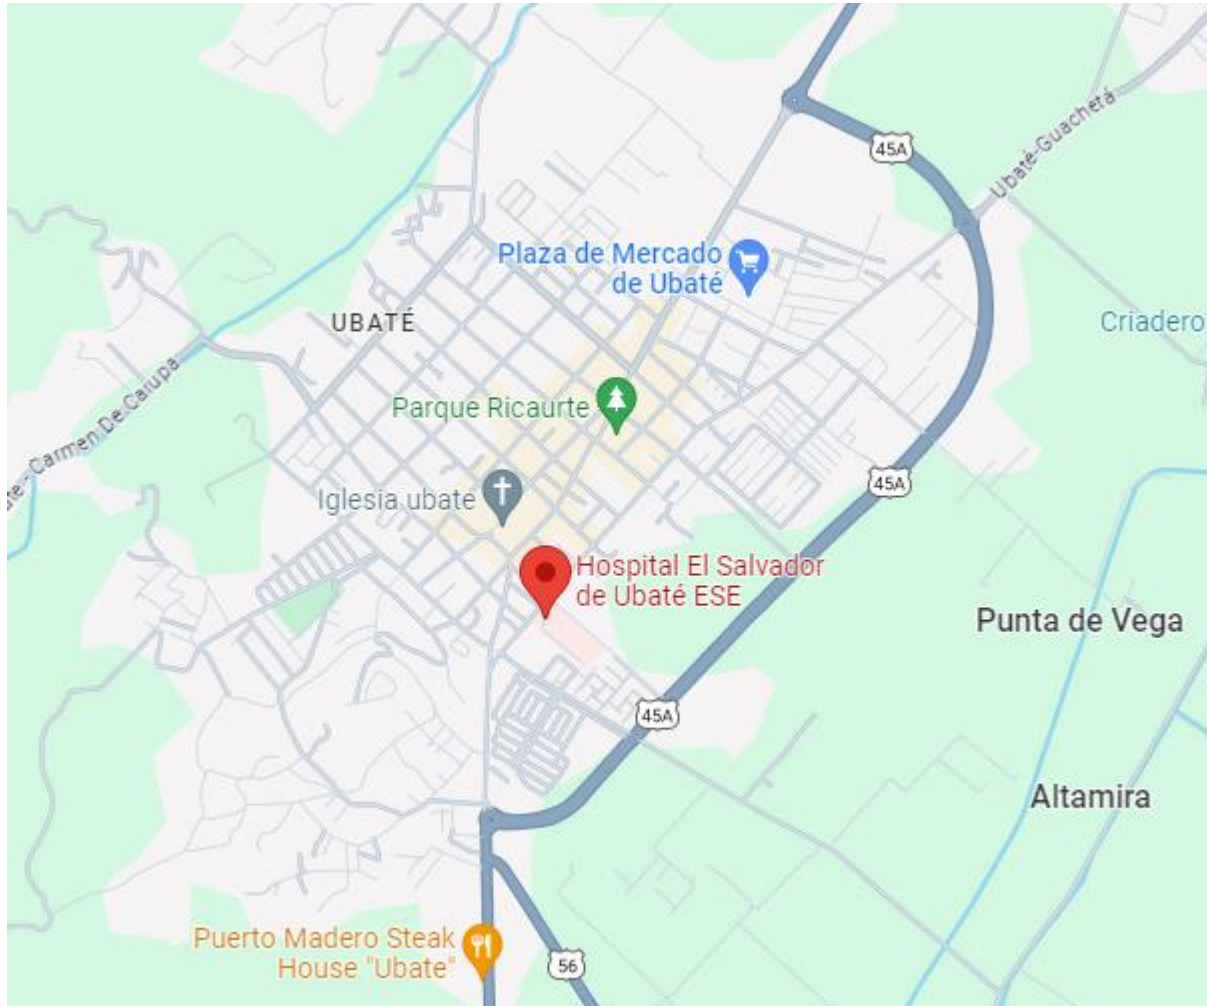 45A
Ubaté-Guachetá
Plaza de Mercado
de Ubaté
UBATÉ
Criadero
- Carmen De Carupa
Parque Ricaurte
Iglesia ubate
45A
Hospital El Salvador
de Ubaté ESE
Punta de Vega
45A
Altamira
Puerto Madero Steak
House "Ubate"
56